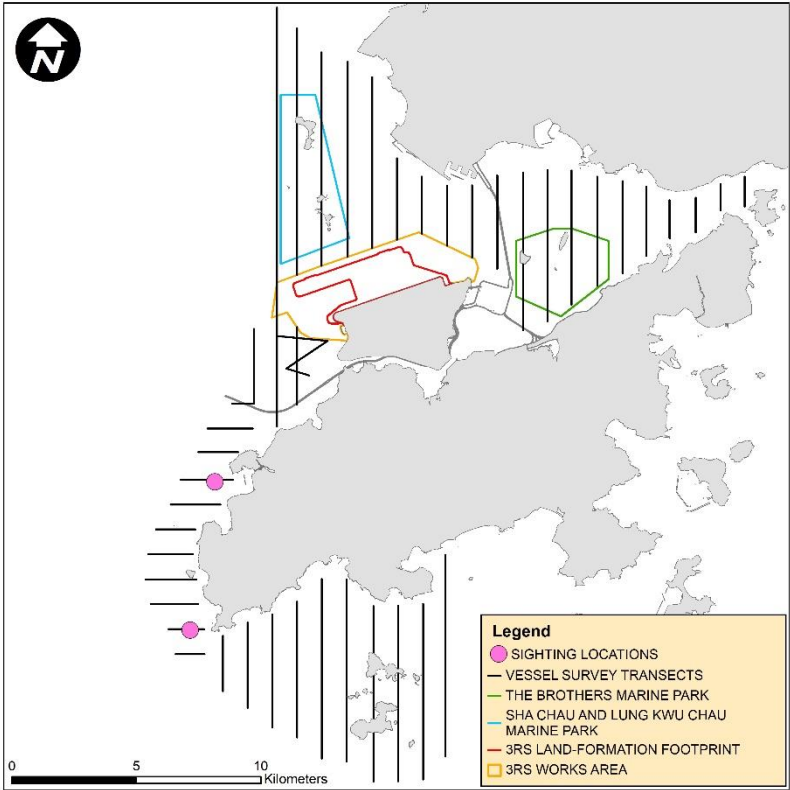 N
Legend
SIGHTING LOCATIONS
VESSEL SURVEY TRANSECTS
THE BROTHERS MARINE PARK
SHA CHAU AND LUNG KWU CHAU
MARINE PARK
3RS LAND-FORMATION FOOTPRINT
3RS WORKS AREA
0 5 10
Kilometers